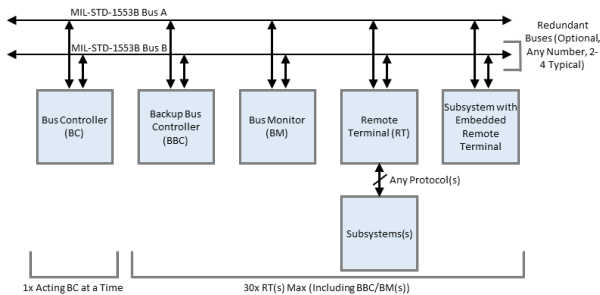 MIL-STD-1553B Bus A
MIL-STD-1553B Bus B
Redundant
Buses (Optional,
Any Number, 2-
4 Typical)
Bus Controller
(BC)
Backup Bus
Controller
(BBC)
Bus Monitor
(BM)
Remote
Terminal (RT)
Subsystem with
Embedded
Remote
Terminal
Any Protocol(s)
Subsystems(s)
1x Acting BC at a Time
30x RT(s) Max (Including BBC/BM(s))